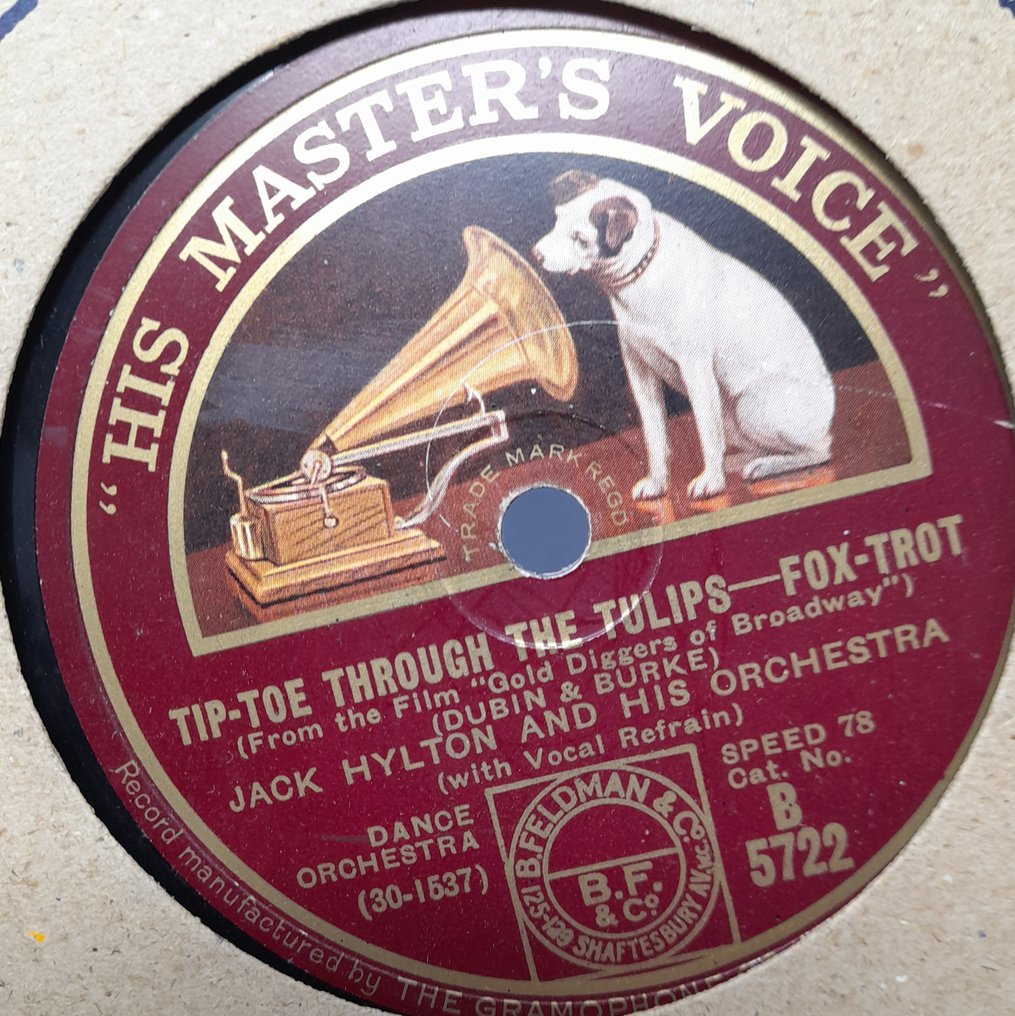 "HIS MASTER'S VOICE"
TRADE MARK REGD
TIP-TOE THROUGH THE TULIPS—FOX-TROT
(From the Film "Gold Diggers of Broadway")
(DUBIN & BURKE)
JACK HYLTON AND HIS ORCHESTRA
(with Vocal Refrain)
DANCE
ORCHESTRA
(30-1537)
B. FELDMAN & Co.
B.F.
& Co
125-129 SHAFTESBURY AV. W.C.
SPEED 78
Cat. No.
B
5722
Record manufactured by THE GRAMOPHONE